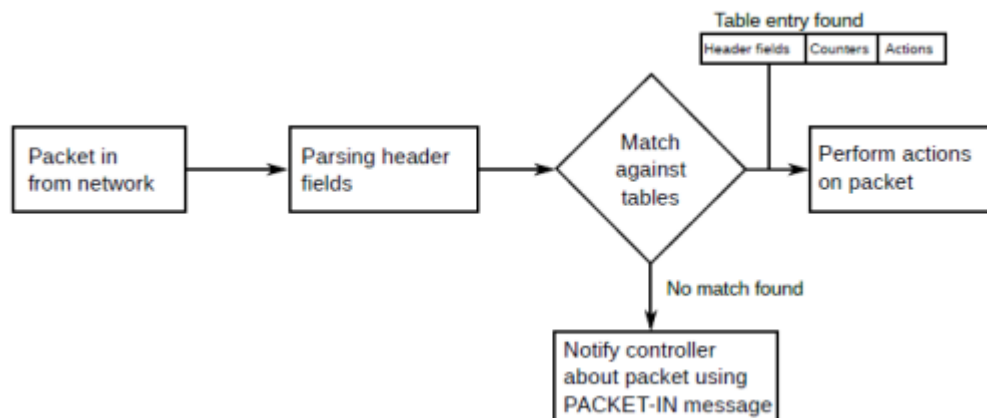 Table entry found
Header fields Counters Actions
Packet in
from network
Parsing header
fields
Match
against
tables
Perform actions
on packet
No match found
Notify controller
about packet using
PACKET-IN message